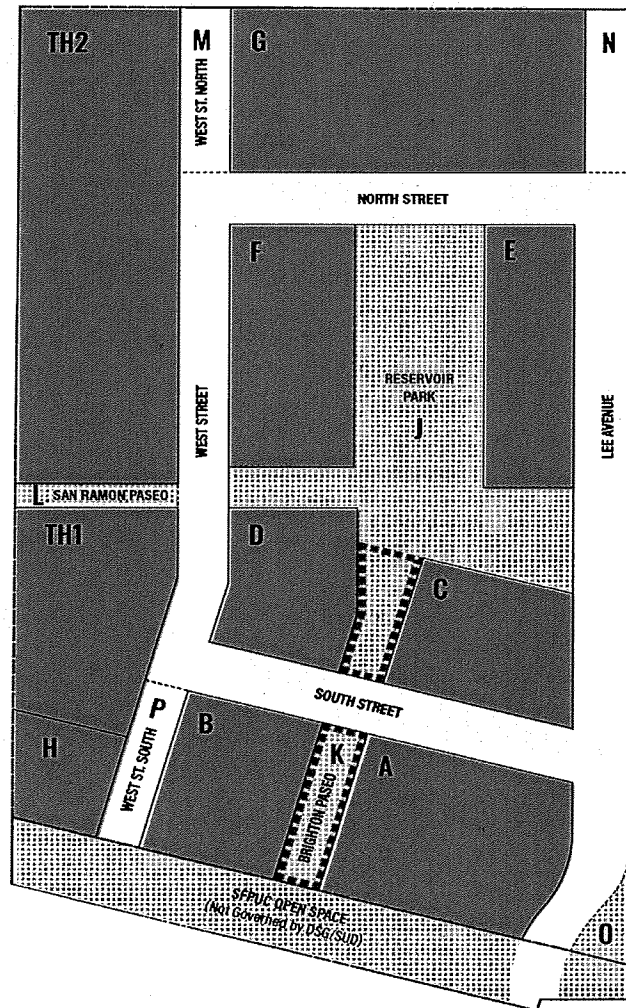 TH2
M
G
N
WEST ST. NORTH
NORTH STREET
F
E
RESERVOIR
PARK
J
WEST STREET
LEE AVENUE
L
SAN RAMON PASEO
TH1
D
C
SOUTH STREET
P
B
K
A
H
WEST ST. SOUTH
BRIGHTON PASEO
SFPUC OPEN SPACE
(Not Governed by DSG/SUD)
O